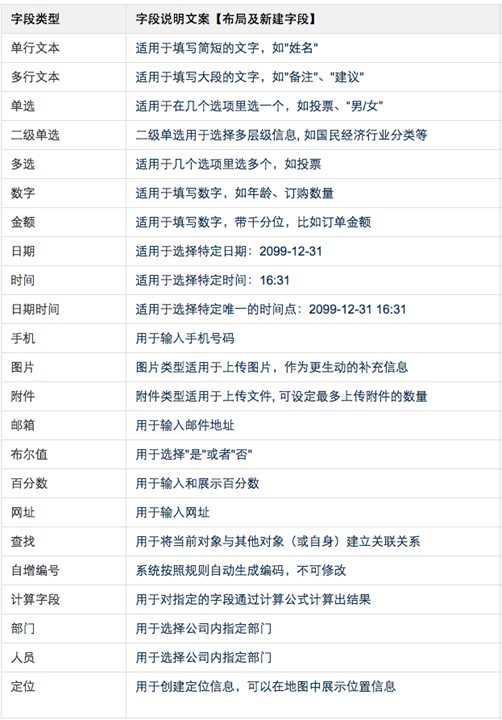 字段类型 字段说明文案【布局及新建字段】
单行文本 适用于填写简短的文字，如"姓名"
多行文本 适用于填写大段的文字，如"备注"、"建议"
单选 适用于在几个选项里选一个，如投票、“男/女”
二级单选 二级单选用于选择多层级信息, 如国民经济行业分类等
多选 适用于几个选项里选多个，如投票
数字 适用于填写数字，如年龄、订购数量
金额 适用于填写数字，带千分位，比如订单金额
日期 适用于选择特定日期：2099-12-31
时间 适用于选择特定时间：16:31
日期时间 适用于选择特定唯一的时间点：2099-12-31 16:31
手机 用于输入手机号码
图片 图片类型适用于上传图片，作为更生动的补充信息
附件 附件类型适用于上传文件, 可设定最多上传附件的数量
邮箱 用于输入邮件地址
布尔值 用于选择"是"或者"否"
百分数 用于输入和展示百分数
网址 用于输入网址
查找 用于将当前对象与其他对象（或自身）建立关联关系
自增编号 系统按照规则自动生成编码，不可修改
计算字段 用于对指定的字段通过计算公式计算出结果
部门 用于选择公司内指定部门
人员 用于选择公司内指定部门
定位 用于创建定位信息，可以在地图中展示位置信息